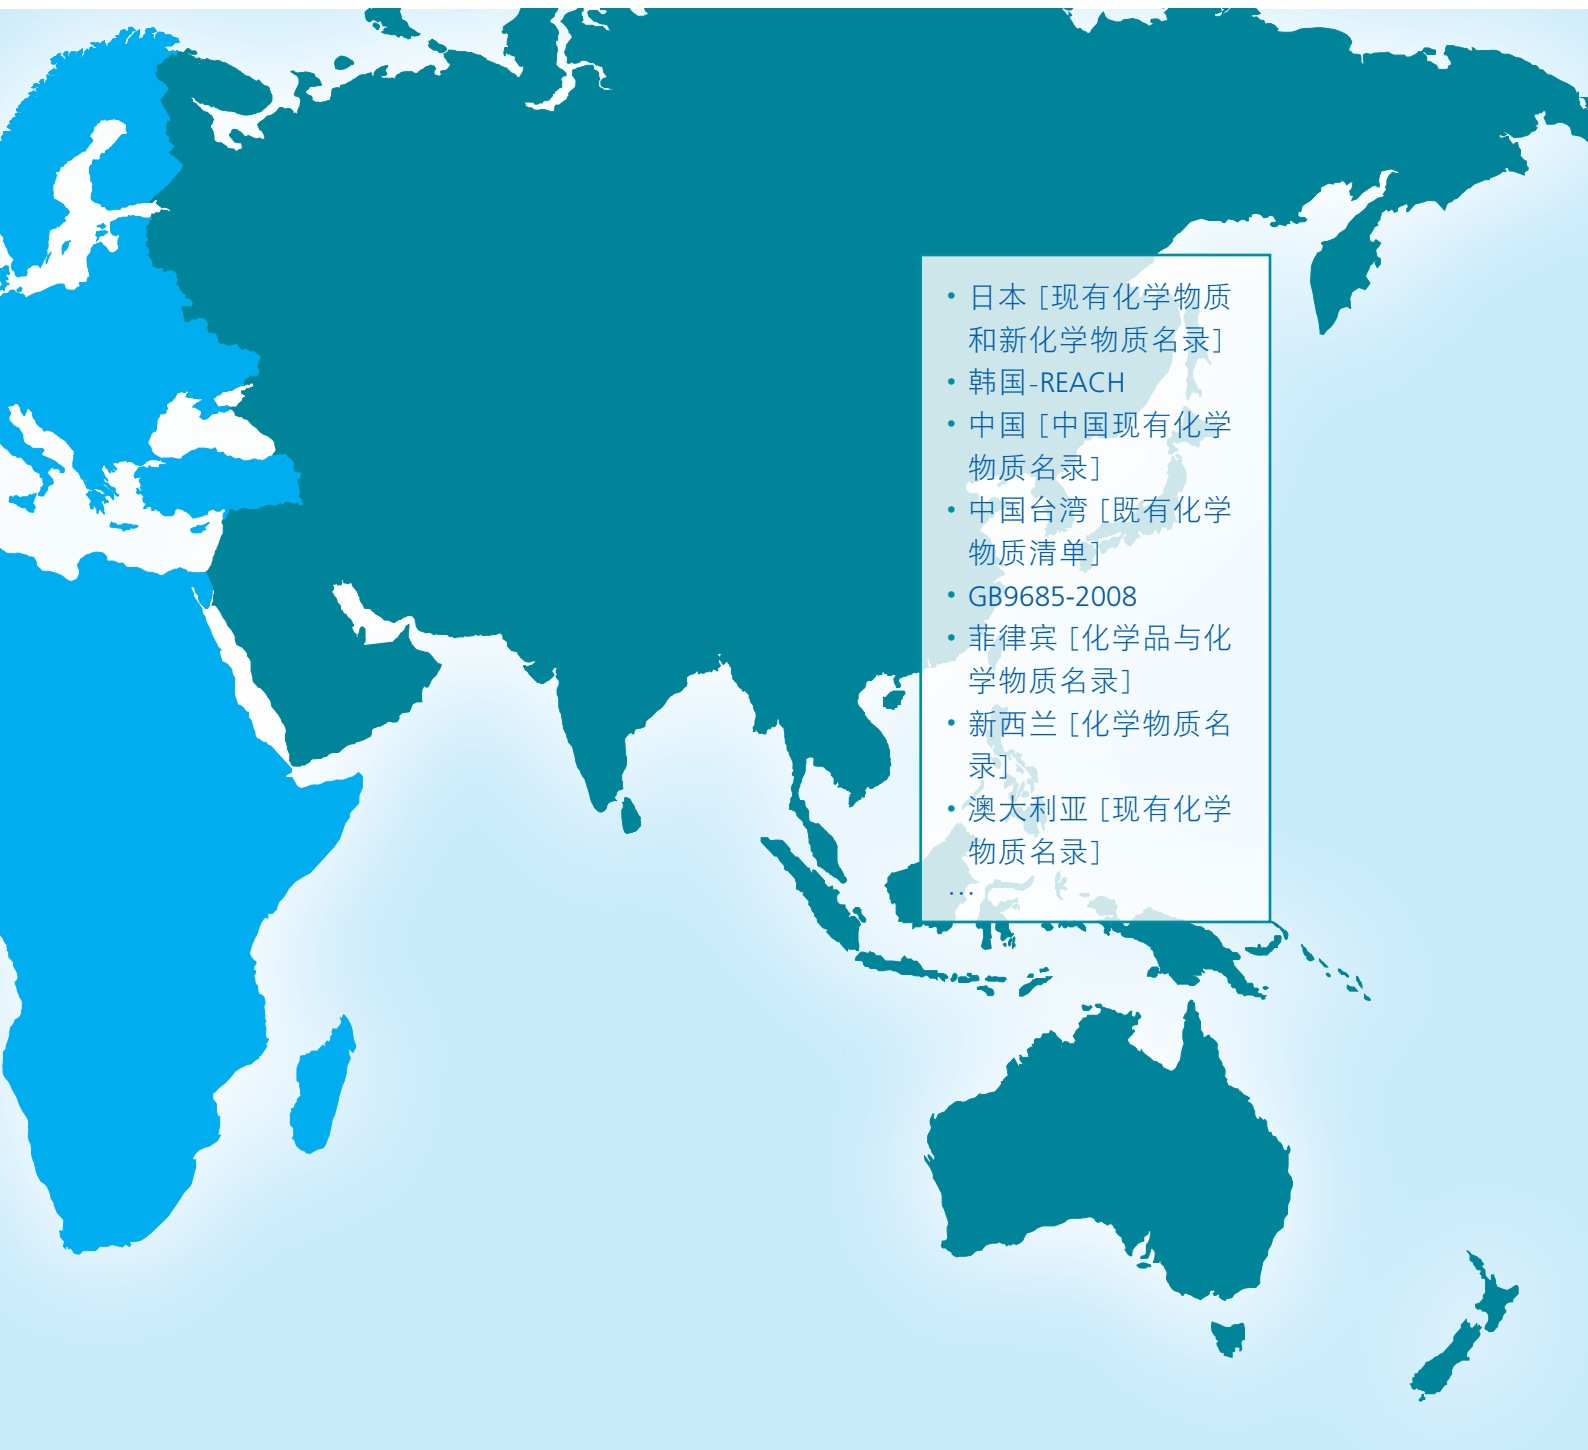 • 日本 [现有化学物质
和新化学物质名录]
• 韩国-REACH
• 中国 [中国现有化学
物质名录]
• 中国台湾 [既有化学
物质清单]
• GB9685-2008
• 菲律宾 [化学品与化
学物质名录]
• 新西兰 [化学物质名
录]
• 澳大利亚 [现有化学
物质名录]
…